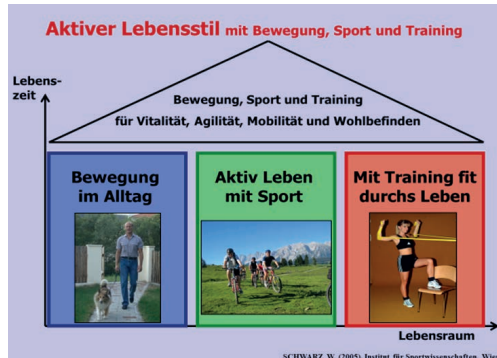 Aktiver Lebensstil mit Bewegung, Sport und Training
Lebens-
zeit
Bewegung, Sport und Training
für Vitalität, Agilität, Mobilität und Wohlbefinden
Bewegung
im Alltag
Aktiv Leben
mit Sport
Mit Training fit
durchs Leben
Lebensraum
SCHWARZ, W. (2005) Institut für Sportwissenschaften,